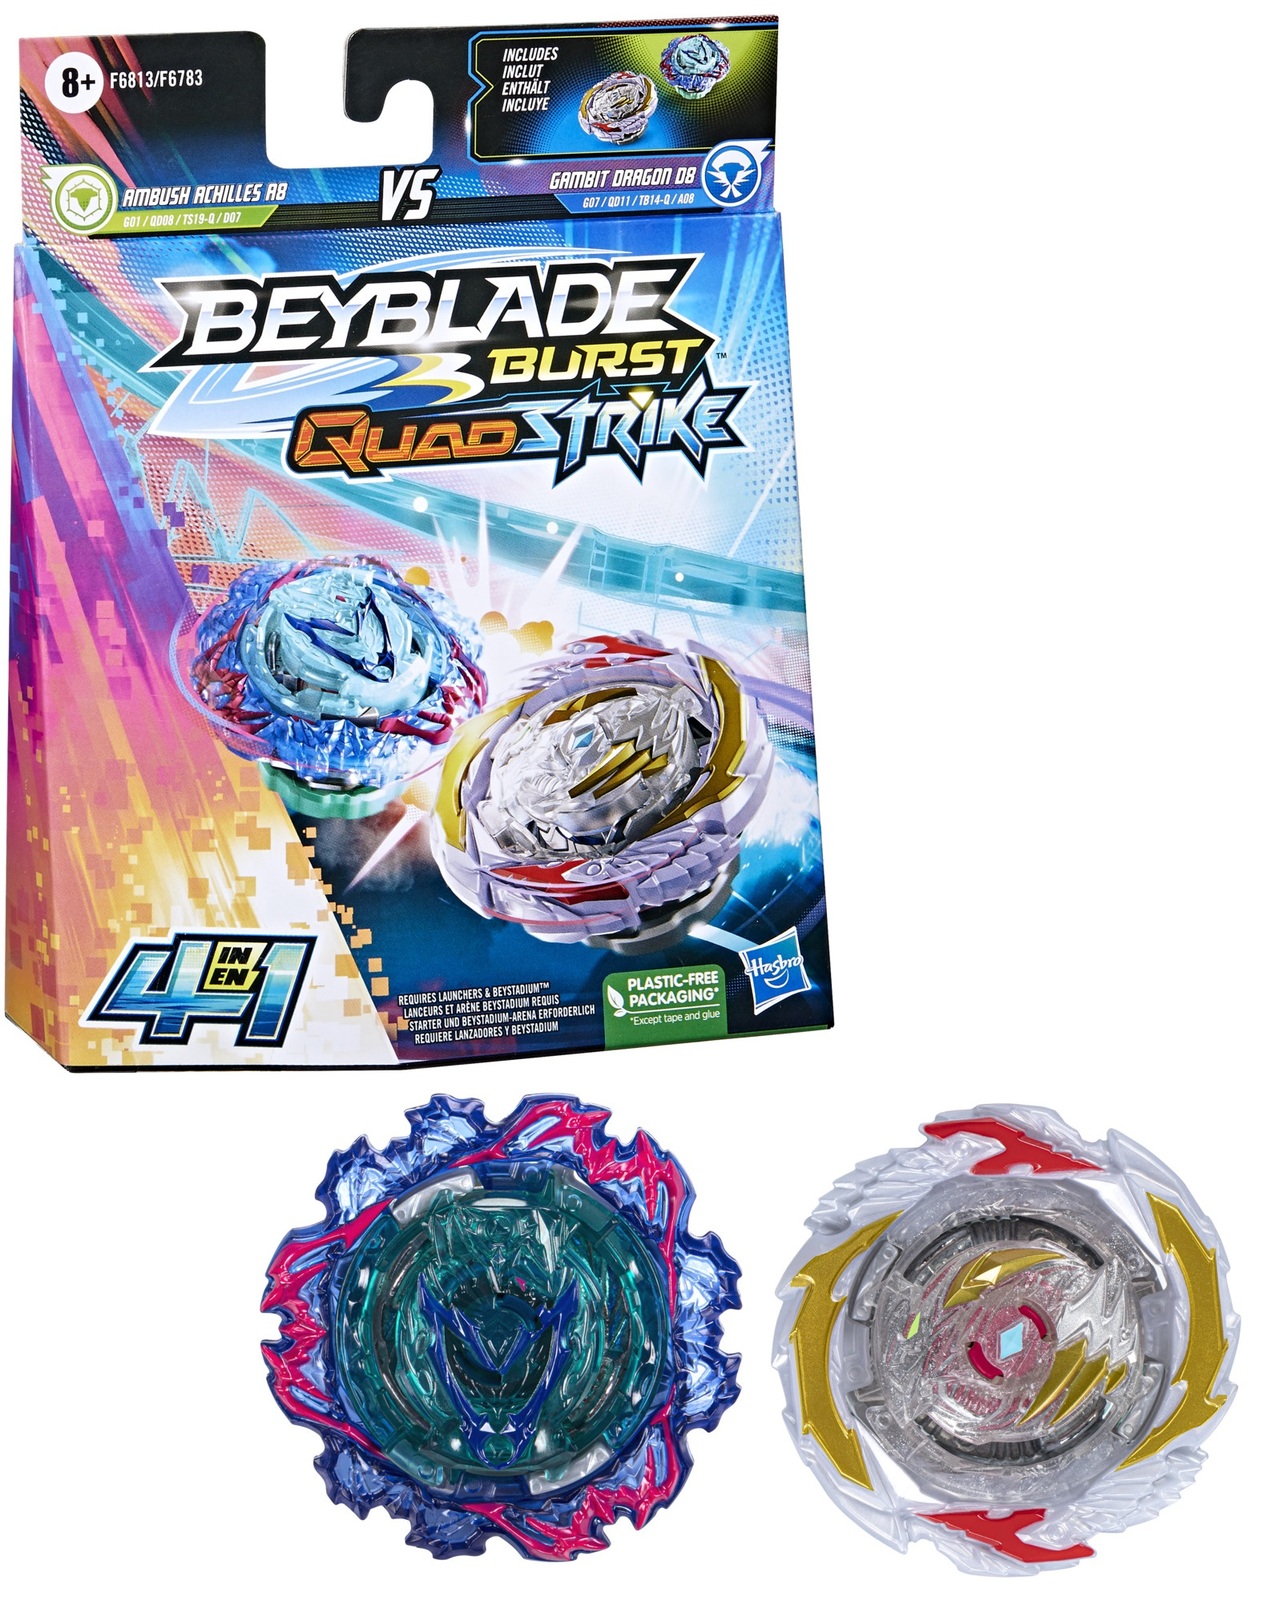 8+
F6813/F6783
INCLUDES
INCLUT
ENTHÄLT
INCLUYE
AMBUSH ACHILLES A8
G01 / QD08 / TS19-Q / D07
VS
GAMBIT DRAGON D8
G07 / QD11 / TB14-Q / A08
BEYBLADE
BURST™
QUADSTRIKE
4 IN EN 1
REQUIRES LAUNCHERS & BEYSTADIUM™
LANCEURS ET ARÈNE BEYSTADIUM REQUIS
STARTER UND BEYSTADIUM-ARENA ERFORDERLICH
REQUIERE LANZADORES Y BEYSTADIUM
PLASTIC-FREE
PACKAGING*
*Except tape and glue
Hasbro